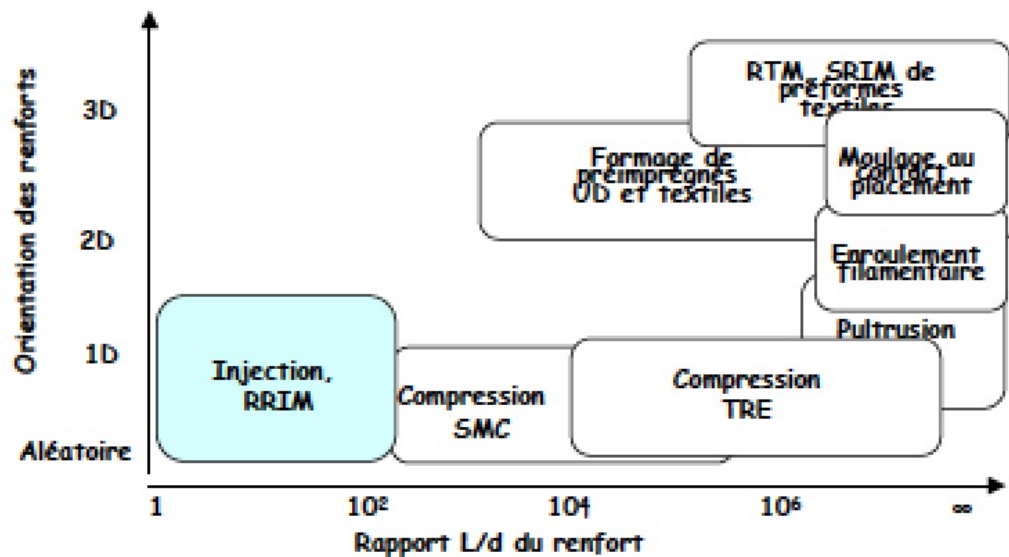 Orientation des renforts
3D
2D
1D
Aléatoire
RTM, SRIM de
préformes
textiles
Formage de
préimprégnés
UD et textiles
Moulage au
contact,
placement
Enroulement
filamentaire
Pultrusion
Injection,
RRIM
Compression
SMC
Compression
TRE
1
10²
10⁴
10⁶
∞
Rapport L/d du renfort